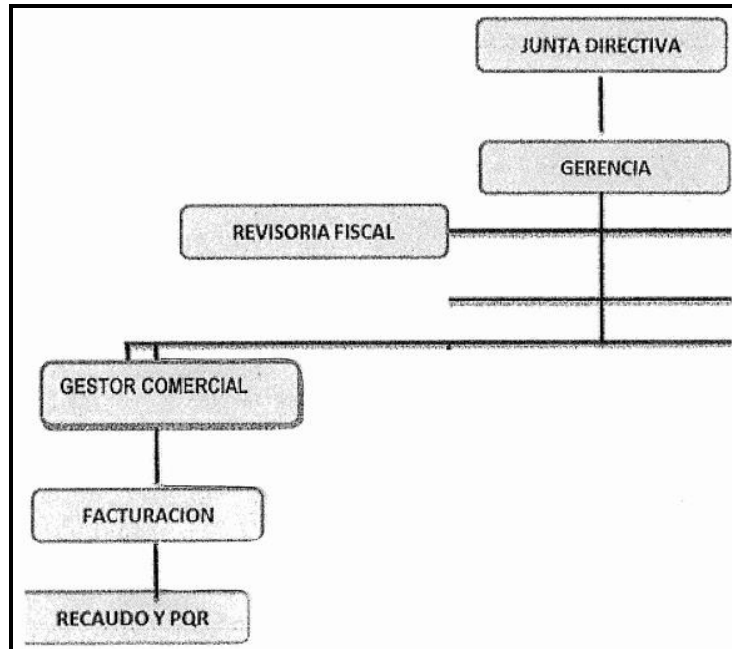 JUNTA DIRECTIVA
GERENCIA
REVISORIA FISCAL
GESTOR COMERCIAL
FACTURACION
RECAUDO Y PQR